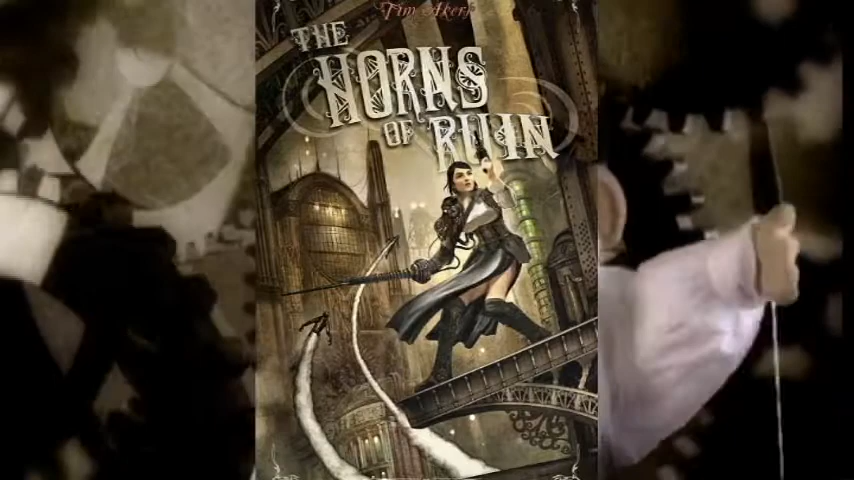 Tim Akers
THE
HORNS
OF RUIN